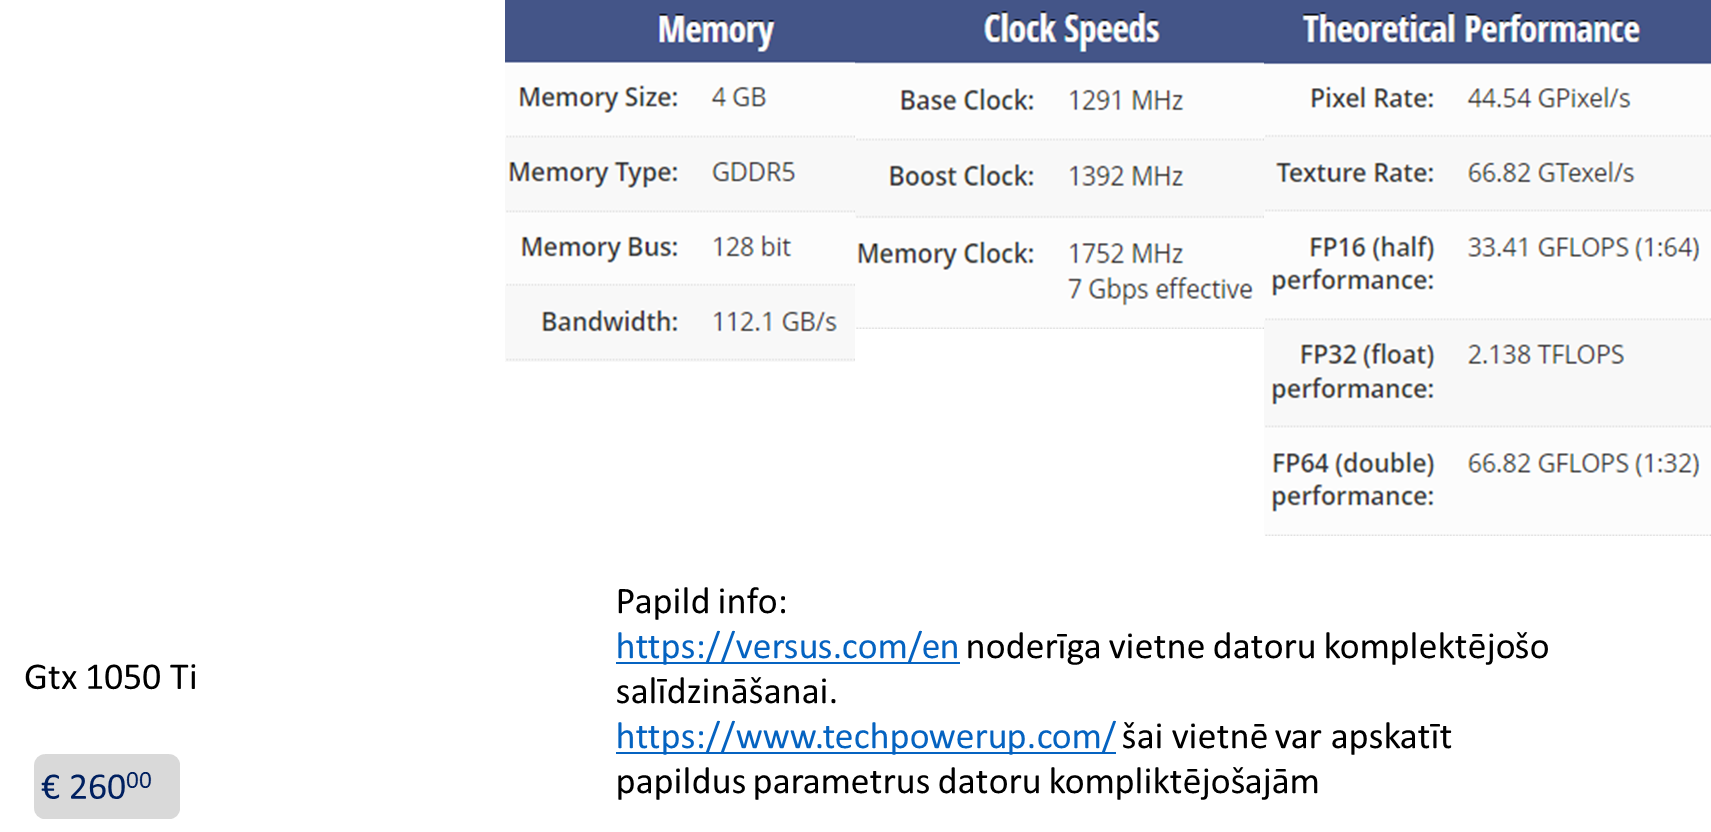 Memory
Memory Size: 4 GB
Memory Type: GDDR5
Memory Bus: 128 bit
Bandwidth: 112.1 GB/s
Clock Speeds
Base Clock: 1291 MHz
Boost Clock: 1392 MHz
Memory Clock: 1752 MHz
7 Gbps effective
Theoretical Performance
Pixel Rate: 44.54 GPixel/s
Texture Rate: 66.82 GTexel/s
FP16 (half) 33.41 GFLOPS (1:64)
performance:
FP32 (float) 2.138 TFLOPS
performance:
FP64 (double) 66.82 GFLOPS (1:32)
performance:
Gtx 1050 Ti
€ 260⁰⁰
Papild info:
https://versus.com/en noderīga vietne datoru komplektējošo
salīdzināšanai.
https://www.techpowerup.com/ šai vietnē var apskatīt
papildus parametrus datoru kompliktējošajām